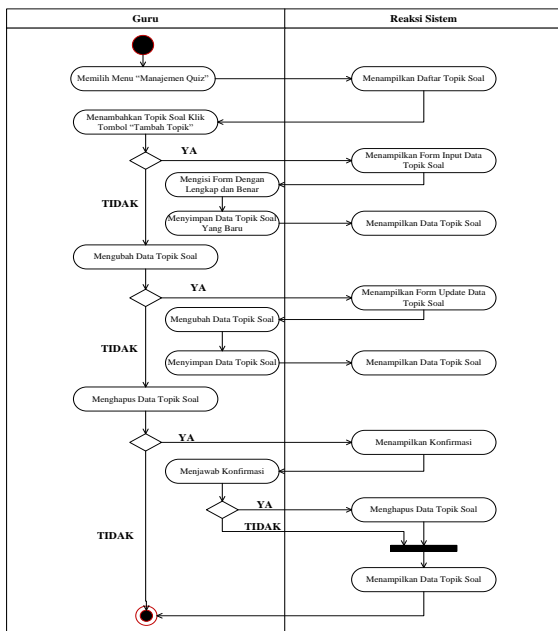 Guru
Reaksi Sistem
Memilih Menu “Manajemen Quiz”
Menampilkan Daftar Topik Soal
Menambahkan Topik Soal Klik
Tombol “Tambah Topik”
YA
Menampilkan Form Input Data
Topik Soal
Mengisi Form Dengan
Lengkap dan Benar
TIDAK
Menyimpan Data Topik Soal
Yang Baru
Menampilkan Data Topik Soal
Mengubah Data Topik Soal
YA
Menampilkan Form Update Data
Topik Soal
Mengubah Data Topik Soal
TIDAK
Menyimpan Data Topik Soal
Menampilkan Data Topik Soal
Menghapus Data Topik Soal
YA
Menampilkan Konfirmasi
Menjawab Konfirmasi
YA
Menghapus Data Topik Soal
TIDAK
TIDAK
Menampilkan Data Topik Soal